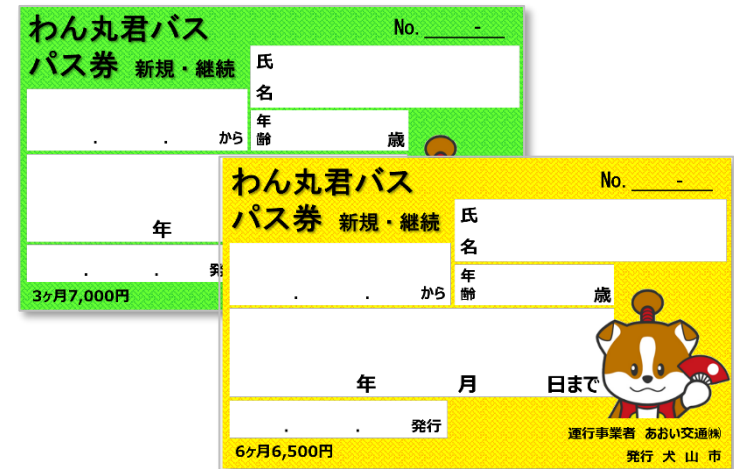 わん丸君バス
No. -
パス券 新規・継続
氏
名
. . から
年
齢 歳
年
. . 発
3ヶ月7,000円
わん丸君バス
No. -
パス券 新規・継続
氏
名
. . から
年
齢 歳
年 月 日まで
. . 発行
6ヶ月6,500円
運行事業者 あおい交通㈱
発行 犬 山 市